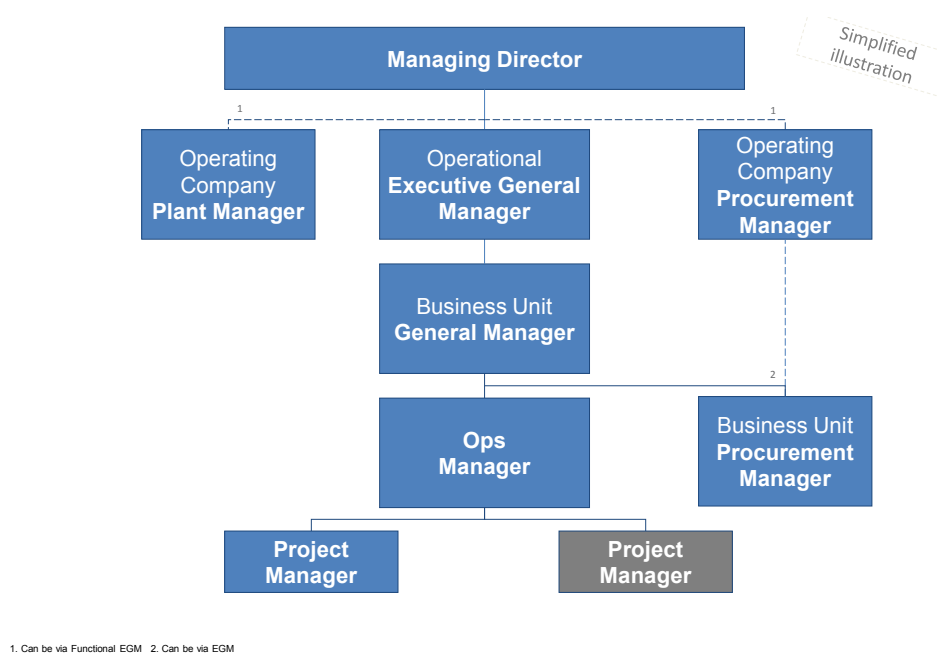 Managing Director
Simplified
illustration
1
1
Operating
Company
Plant Manager
Operational
Executive General
Manager
Operating
Company
Procurement
Manager
Business Unit
General Manager
2
Ops
Manager
Business Unit
Procurement
Manager
Project
Manager
Project
Manager
1. Can be via Functional EGM 2. Can be via EGM